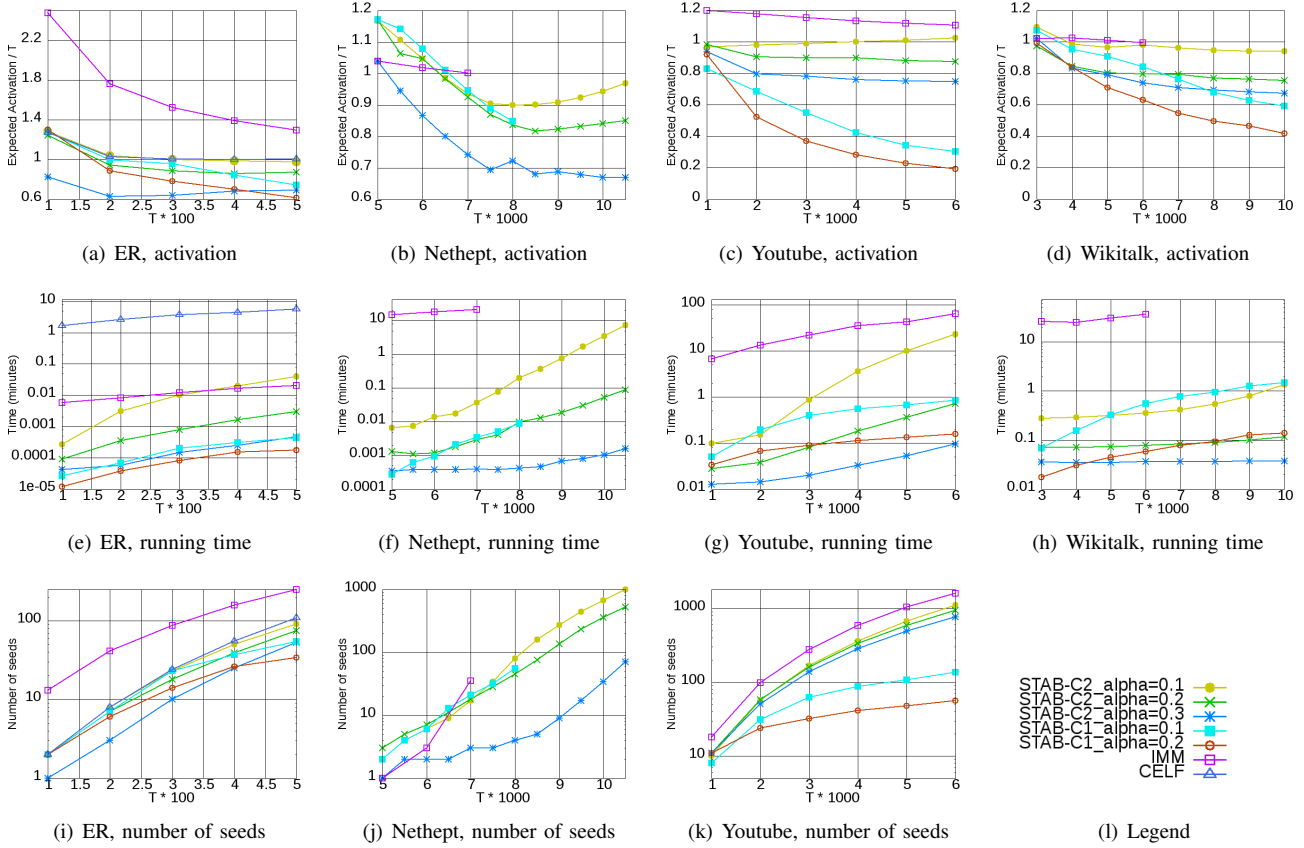 Expected Activation / T
2.2
1.8
1.4
1
0.6
1 1.5 2 2.5 3 3.5 4 4.5 5
T * 100
(a) ER, activation
Expected Activation / T
1.2
1.1
1
0.9
0.8
0.7
0.6
5 6 7 8 9 10
T * 1000
(b) Nethept, activation
Expected Activation / T
1.2
1
0.8
0.6
0.4
0.2
0
1 2 3 4 5 6
T * 1000
(c) Youtube, activation
Expected Activation / T
1.2
1
0.8
0.6
0.4
0.2
0
3 4 5 6 7 8 9 10
T * 1000
(d) Wikitalk, activation
Time (minutes)
10
1
0.1
0.01
0.001
0.0001
1e-05
1 1.5 2 2.5 3 3.5 4 4.5 5
T * 100
(e) ER, running time
Time (minutes)
10
1
0.1
0.01
0.001
0.0001
5 6 7 8 9 10
T * 1000
(f) Nethept, running time
Time (minutes)
100
10
1
0.1
0.01
1 2 3 4 5 6
T * 1000
(g) Youtube, running time
Time (minutes)
10
1
0.1
0.01
3 4 5 6 7 8 9 10
T * 1000
(h) Wikitalk, running time
Number of seeds
100
10
1
1 1.5 2 2.5 3 3.5 4 4.5 5
T * 100
(i) ER, number of seeds
Number of seeds
1000
100
10
1
5 6 7 8 9 10
T * 1000
(j) Nethept, number of seeds
Number of seeds
1000
100
10
1 2 3 4 5 6
T * 1000
(k) Youtube, number of seeds
STAB-C2_alpha=0.1
STAB-C2_alpha=0.2
STAB-C2_alpha=0.3
STAB-C1_alpha=0.1
STAB-C1_alpha=0.2
IMM
CELF
(l) Legend